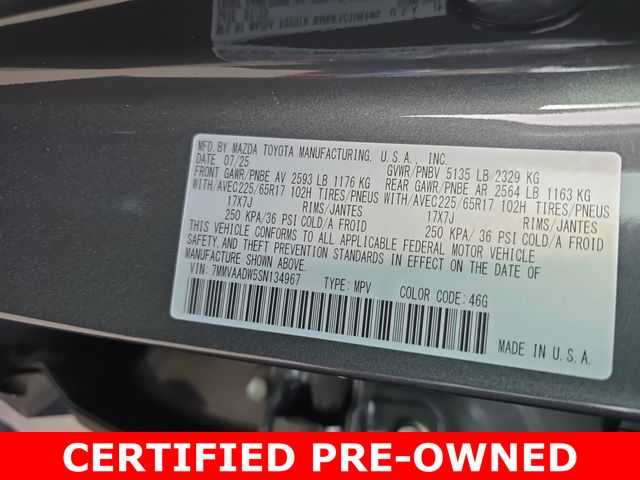 MFD. BY MAZDA TOYOTA MANUFACTURING, U.S.A., INC.
DATE 07/25 GVWR/PNBV 5135 LB 2329 KG
FRONT GAWR/PNBE AV 2593 LB 1176 KG REAR GAWR/PNBE AR 2564 LB 1163 KG
WITH/AVEC225/65R17 102H TIRES/PNEUS WITH/AVEC225/65R17 102H TIRES/PNEUS
17X7J RIMS/JANTES 17X7J RIMS/JANTES
250 KPA/36 PSI COLD/A FROID 250 KPA/36 PSI COLD/A FROID
THIS VEHICLE CONFORMS TO ALL APPLICABLE FEDERAL MOTOR VEHICLE
SAFETY, AND THEFT PREVENTION STANDARDS IN EFFECT ON THE DATE OF
MANUFACTURE SHOWN ABOVE.
VIN: 7MMVAADW5SN134967 TYPE: MPV COLOR CODE: 46G
MADE IN U.S.A.
CERTIFIED PRE-OWNED